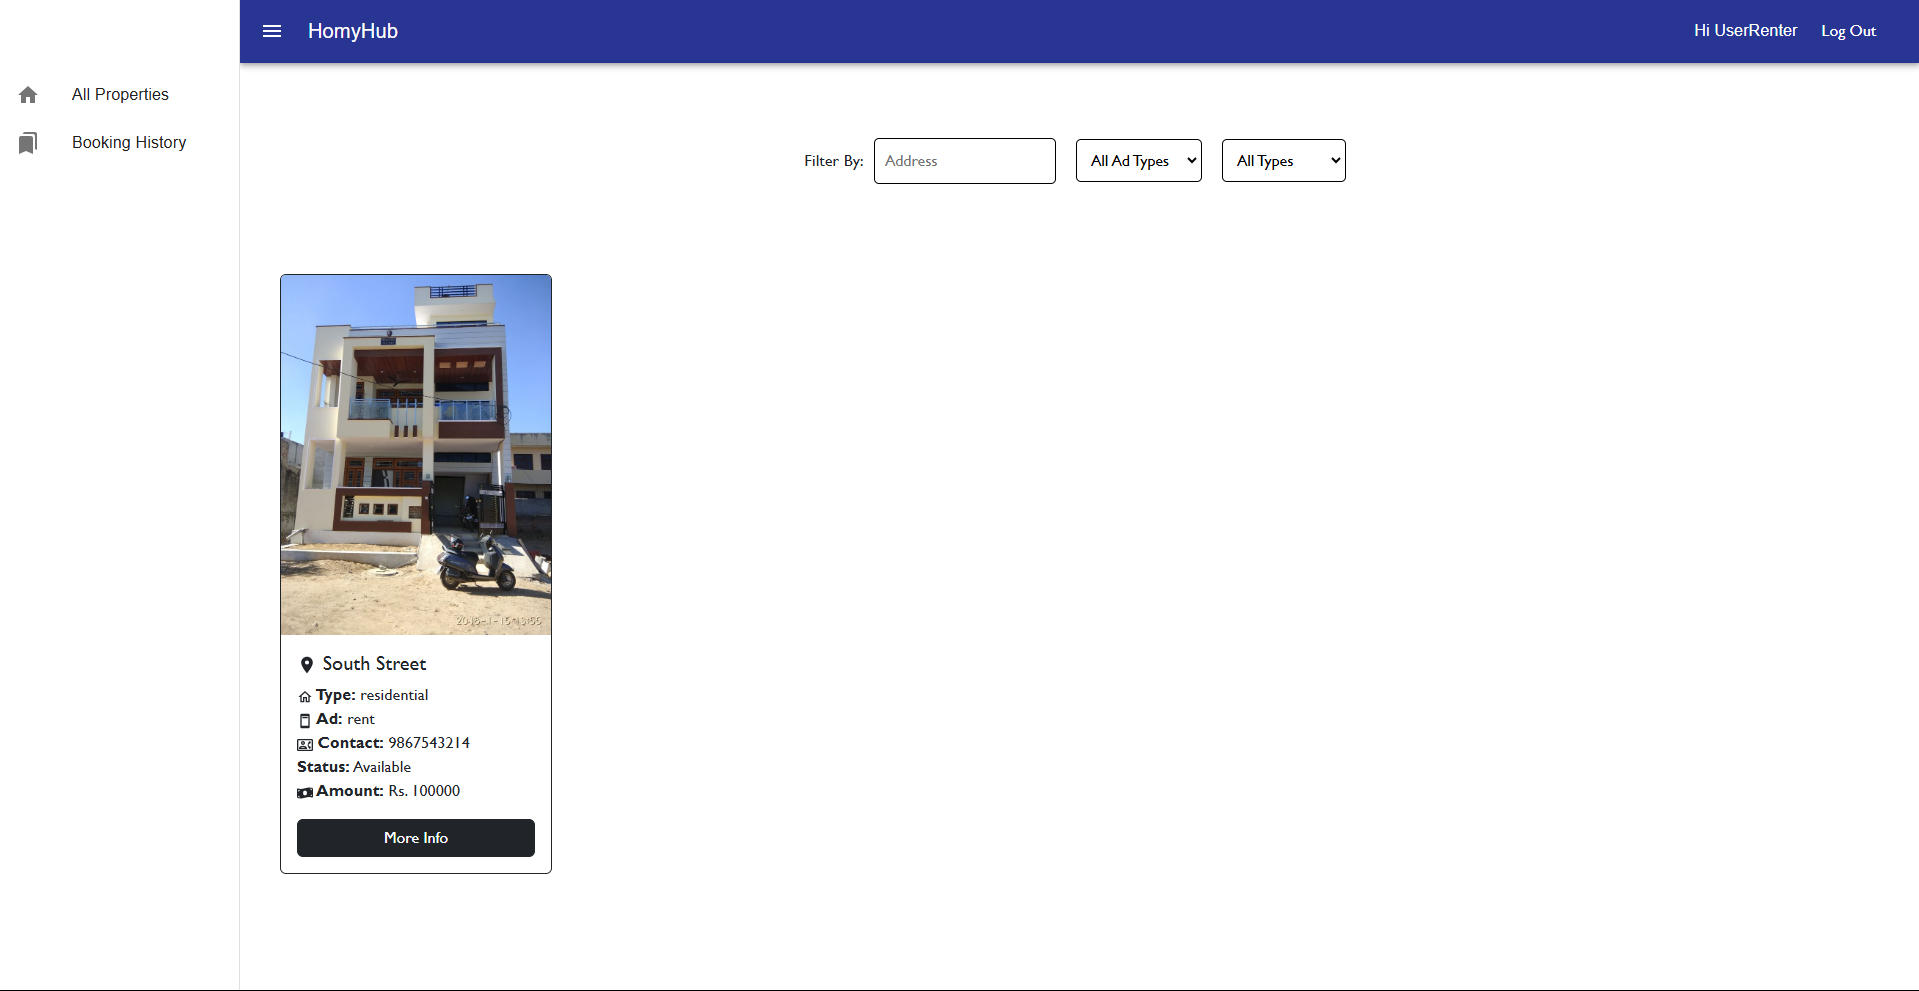 HomyHub
Hi UserRenter
Log Out
All Properties
Booking History
Filter By:
Address
All Ad Types
All Types
South Street
Type: residential
Ad: rent
Contact: 9867543214
Status: Available
Amount: Rs. 100000
More Info